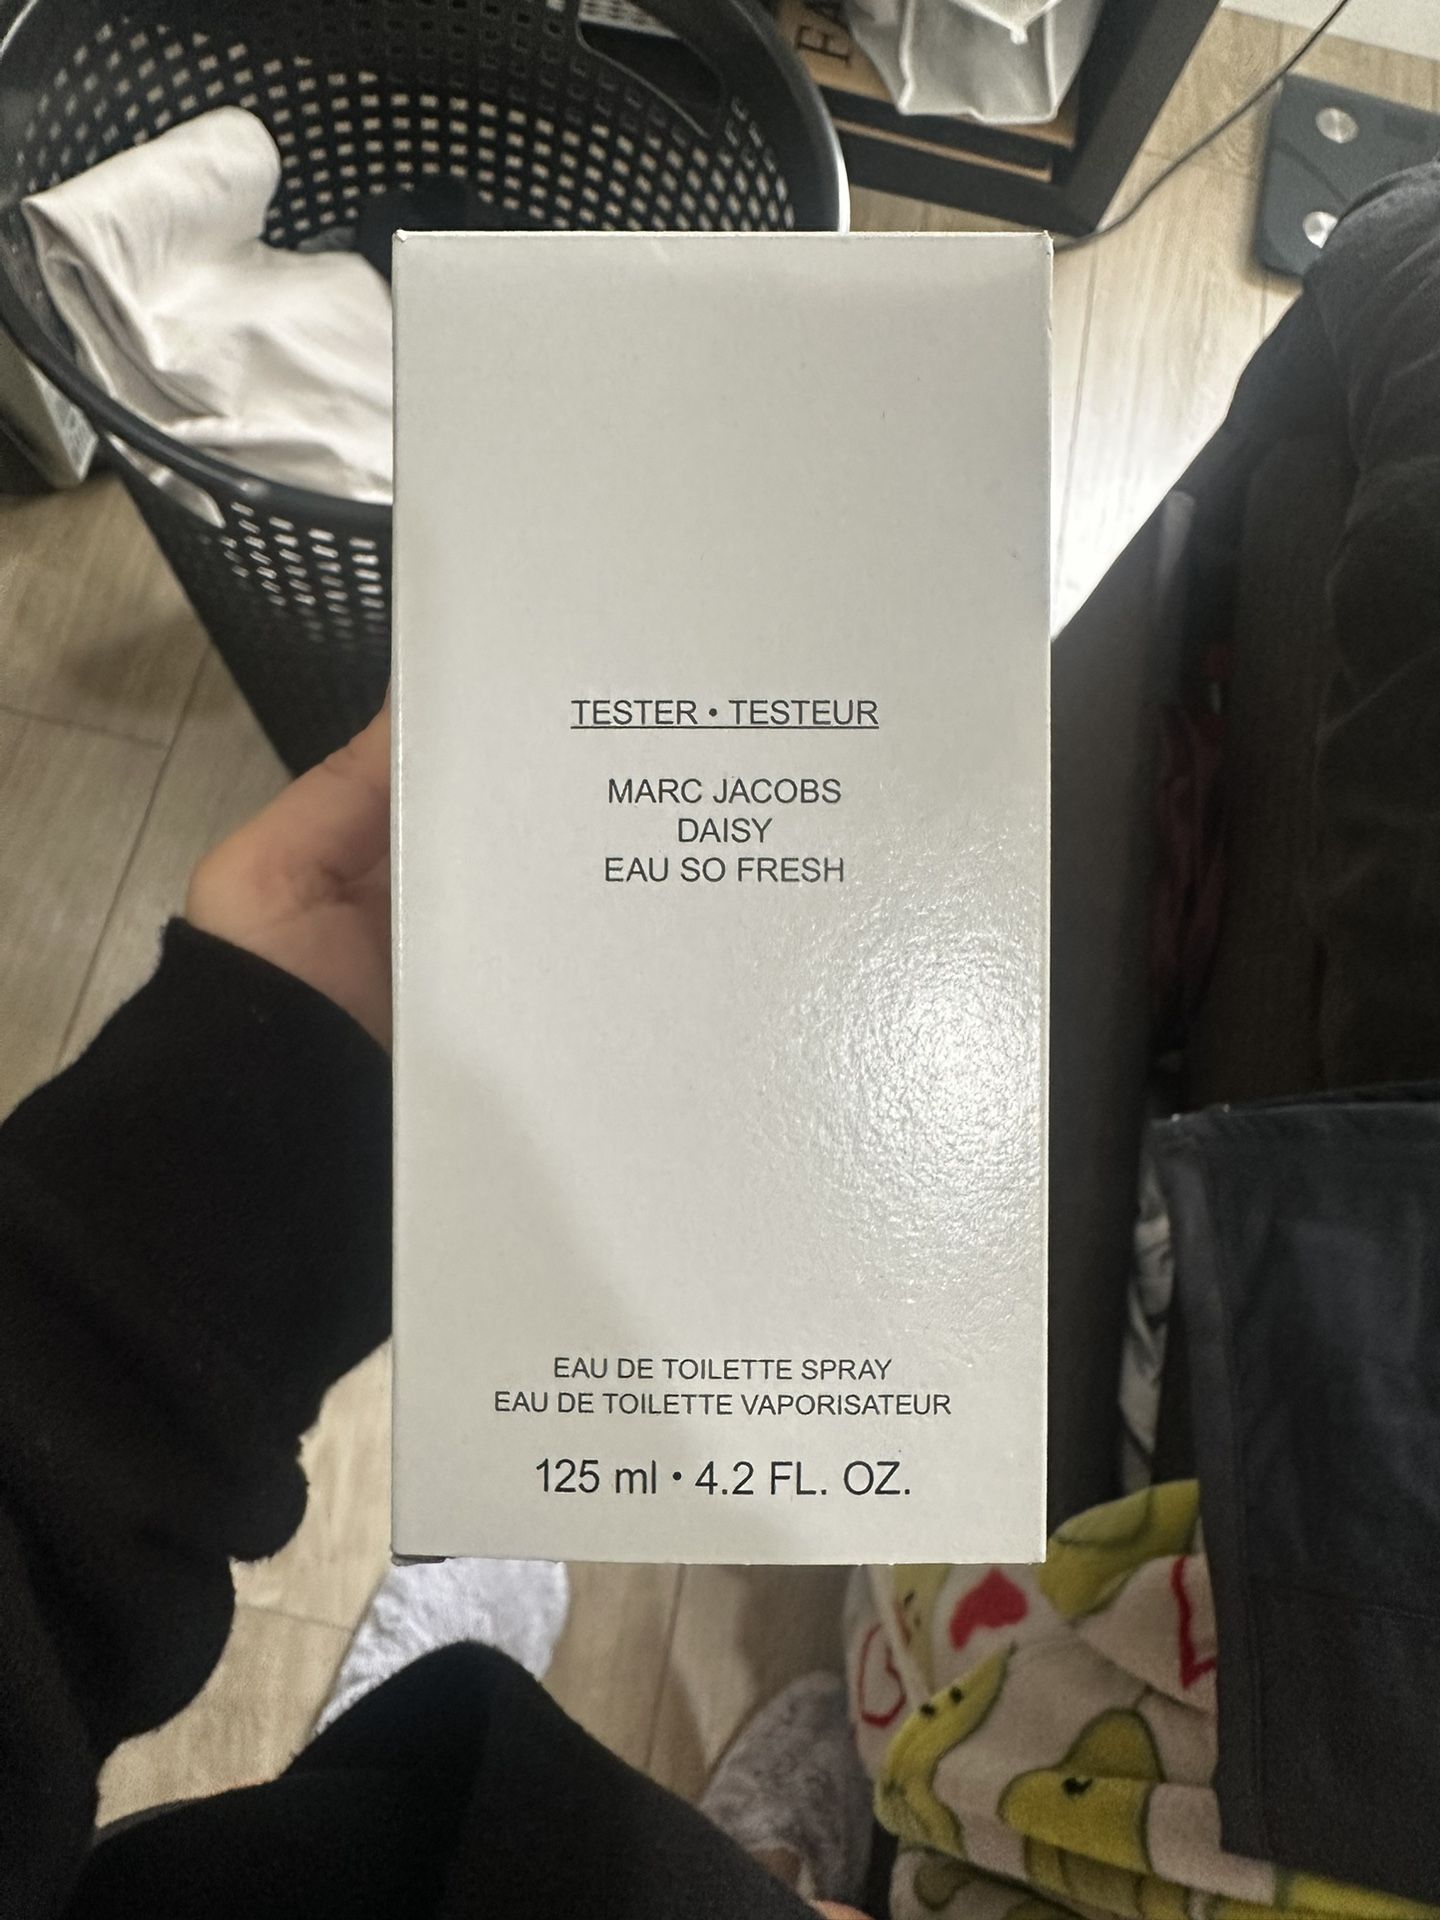 TESTER • TESTEUR
MARC JACOBS
DAISY
EAU SO FRESH
EAU DE TOILETTE SPRAY
EAU DE TOILETTE VAPORISATEUR
125 ml • 4.2 FL. OZ.